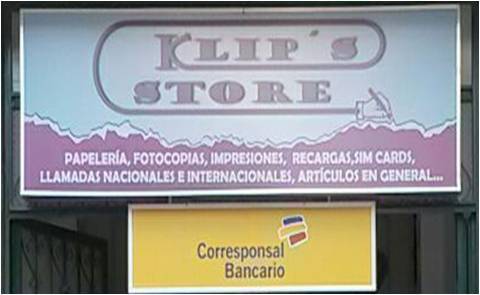 KLIP´S
STORE
PAPELERÍA, FOTOCOPIAS, IMPRESIONES, RECARGAS,SIM CARDS,
LLAMADAS NACIONALES E INTERNACIONALES, ARTÍCULOS EN GENERAL...
Corresponsal
Bancario